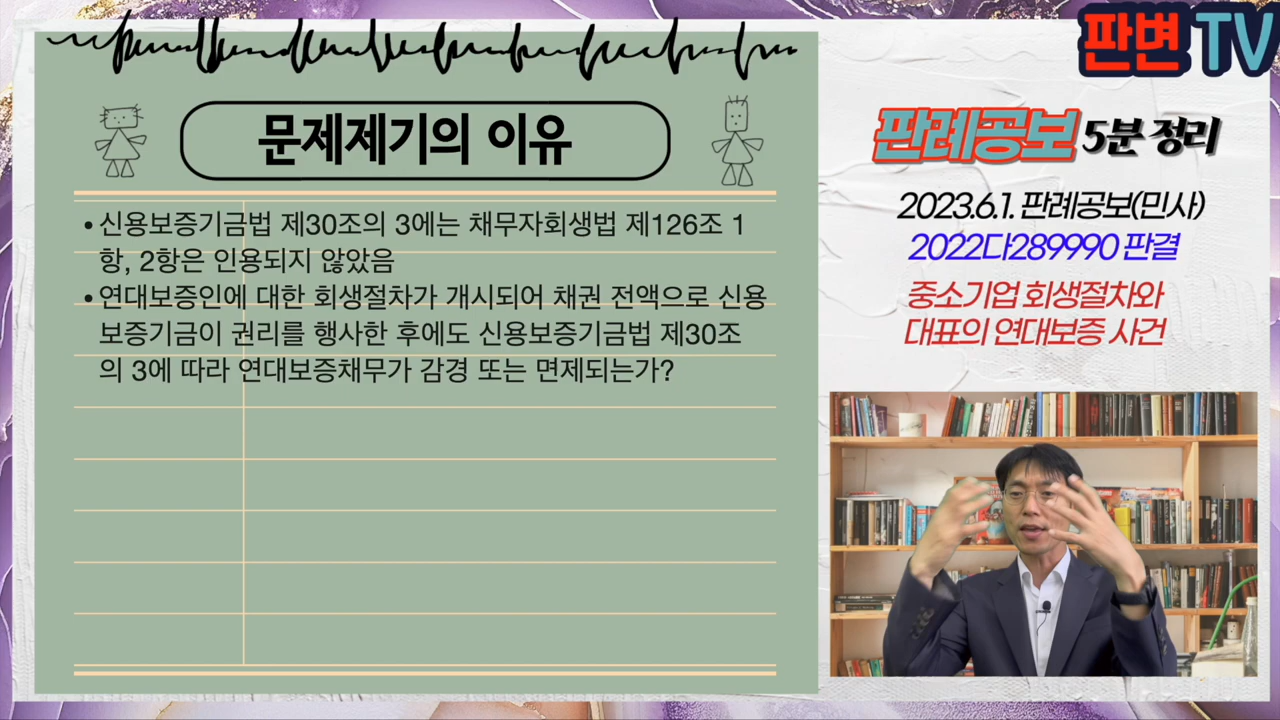 판변 TV
문제제기의 이유
• 신용보증기금법 제30조의 3에는 채무자회생법 제126조 1
항, 2항은 인용되지 않았음
• 연대보증인에 대한 회생절차가 개시되어 채권 전액으로 신용
보증기금이 권리를 행사한 후에도 신용보증기금법 제30조
의 3에 따라 연대보증채무가 감경 또는 면제되는가?
판례공보 5분 정리
2023.6.1. 판례공보(민사)
2022다289990 판결
중소기업 회생절차와
대표의 연대보증 사건